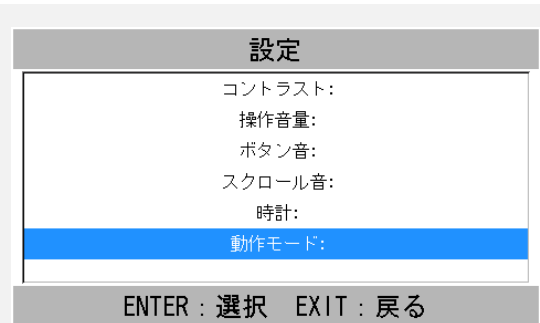 設定
コントラスト:
操作音量:
ボタン音:
スクロール音:
時計:
動作モード:
ENTER：選択　EXIT：戻る